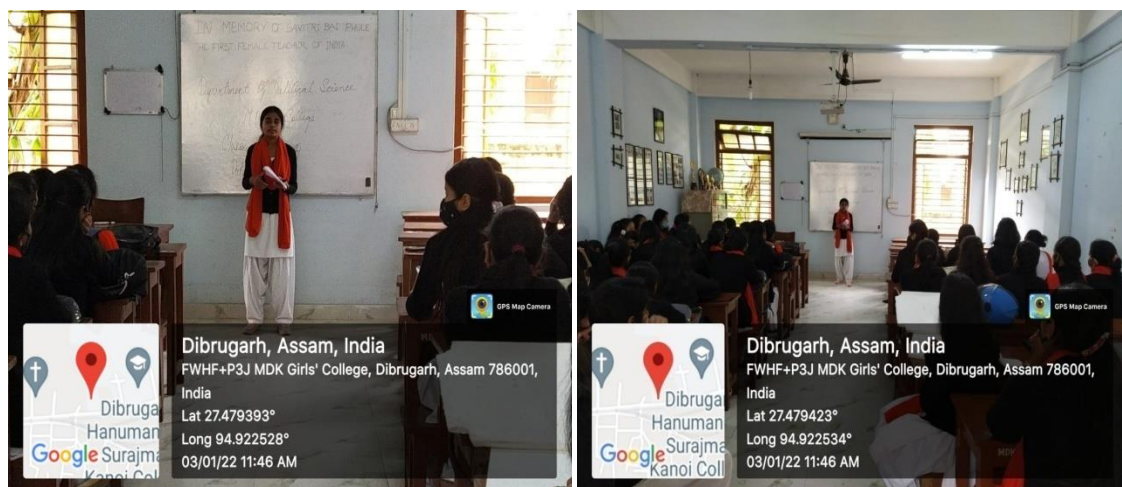 IN MEMORY OF SAVITRI BAI PHULE
THE FIRST FEMALE TEACHER OF INDIA
Department of Political Science
College
GPS Map Camera
Dibrugarh, Assam, India
FWHF+P3J MDK Girls' College, Dibrugarh, Assam 786001,
India
Lat 27.479393°
Long 94.922528°
03/01/22 11:46 AM
Dibruga
Hanuman
Surajma
Kanoi Col
Google
GPS Map Camera
Dibrugarh, Assam, India
FWHF+P3J MDK Girls' College, Dibrugarh, Assam 786001,
India
Lat 27.479423°
Long 94.922534°
03/01/22 11:46 AM
Dibrugar
Hanuman
Surajma
Kanoi Coll
Google
MDK